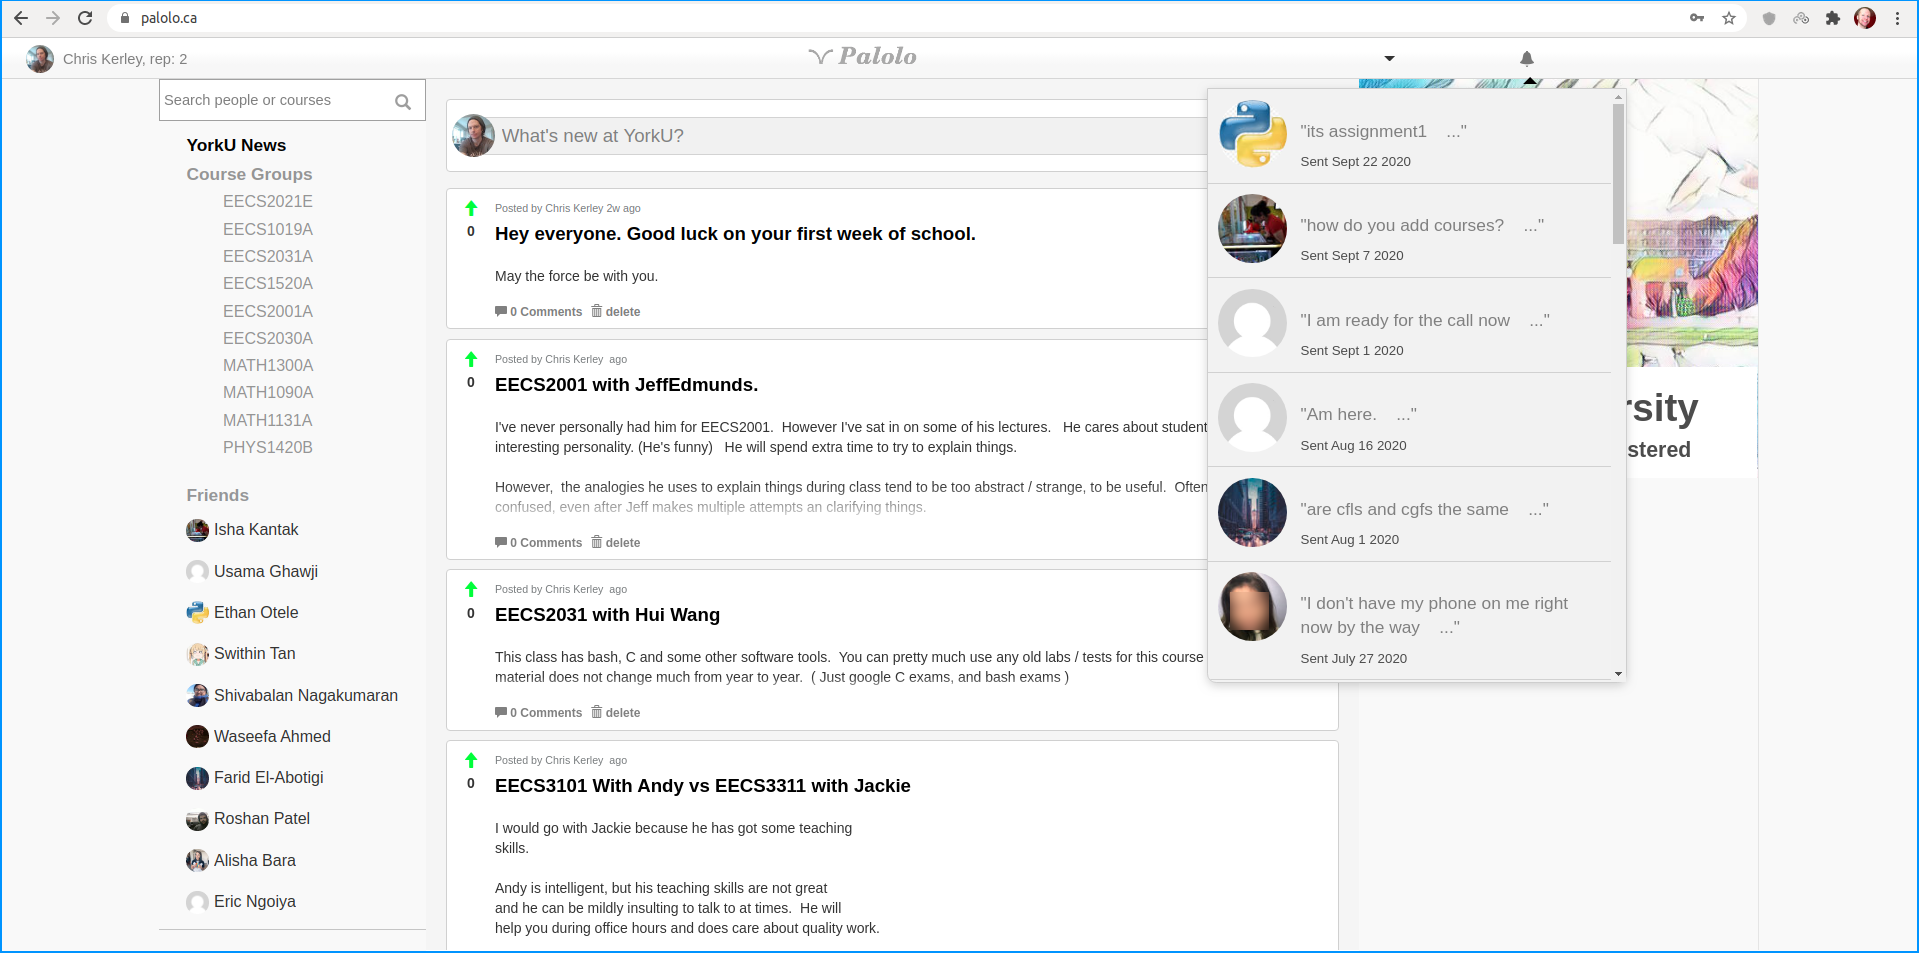 palolo.ca
Chris Kerley, rep: 2
Palolo
Search people or courses
YorkU News
Course Groups
EECS2021E
EECS1019A
EECS2031A
EECS1520A
EECS2001A
EECS2030A
MATH1300A
MATH1090A
MATH1131A
PHYS1420B
Friends
Isha Kantak
Usama Ghawji
Ethan Otele
Swithin Tan
Shivabalan Nagakumaran
Waseefa Ahmed
Farid El-Abotigi
Roshan Patel
Alisha Bara
Eric Ngoiya
What's new at YorkU?
Posted by Chris Kerley 2w ago
0
Hey everyone. Good luck on your first week of school.
May the force be with you.
0 Comments delete
Posted by Chris Kerley ago
0
EECS2001 with JeffEdmunds.
I've never personally had him for EECS2001. However I've sat in on some of his lectures. He cares about student
interesting personality. (He's funny) He will spend extra time to try to explain things.
However, the analogies he uses to explain things during class tend to be too abstract / strange, to be useful. Often
confused, even after Jeff makes multiple attempts an clarifying things.
0 Comments delete
Posted by Chris Kerley ago
0
EECS2031 with Hui Wang
This class has bash, C and some other software tools. You can pretty much use any old labs / tests for this course
material does not change much from year to year. ( Just google C exams, and bash exams )
0 Comments delete
Posted by Chris Kerley ago
0
EECS3101 With Andy vs EECS3311 with Jackie
I would go with Jackie because he has got some teaching
skills.
Andy is intelligent, but his teaching skills are not great
and he can be mildly insulting to talk to at times. He will
help you during office hours and does care about quality work.
"its assignment1 ..."
Sent Sept 22 2020
"how do you add courses? ..."
Sent Sept 7 2020
"I am ready for the call now ..."
Sent Sept 1 2020
"Am here. ..."
Sent Aug 16 2020
"are cfls and cgfs the same ..."
Sent Aug 1 2020
"I don't have my phone on me right
now by the way ..."
Sent July 27 2020
rsity
stered